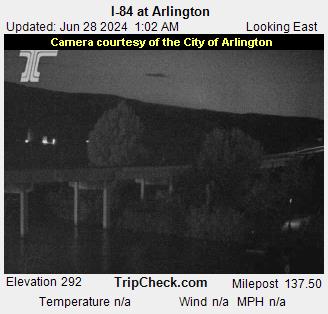 I-84 at Arlington
Updated: Jun 28 2024 1:02 AM Looking East
Camera courtesy of the City of Arlington
Elevation 292 TripCheck.com Milepost 137.50
Temperature n/a Wind n/a MPH n/a